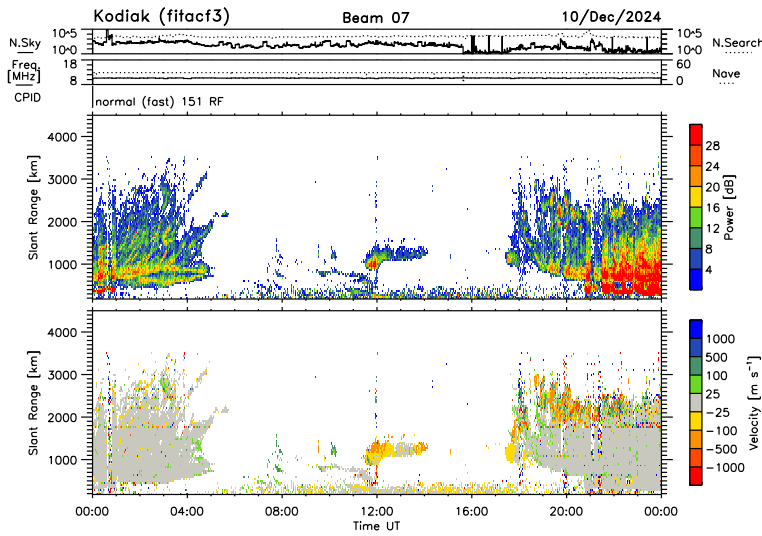 Kodiak (fitacf3) Beam 07 10/Dec/2024
N.Sky 10+5 10+0 10+5 10+0 N.Search
Freq. [MHz] 18 8 60 0 Nave
CPID normal (fast) 151 RF
Slant Range [km] 4000 3000 2000 1000
28 24 20 16 12 8 4 Power [dB]
Slant Range [km] 4000 3000 2000 1000
1000 500 100 25 −25 −100 −500 −1000 Velocity [m s⁻¹]
00:00 04:00 08:00 12:00 16:00 20:00 00:00
Time UT